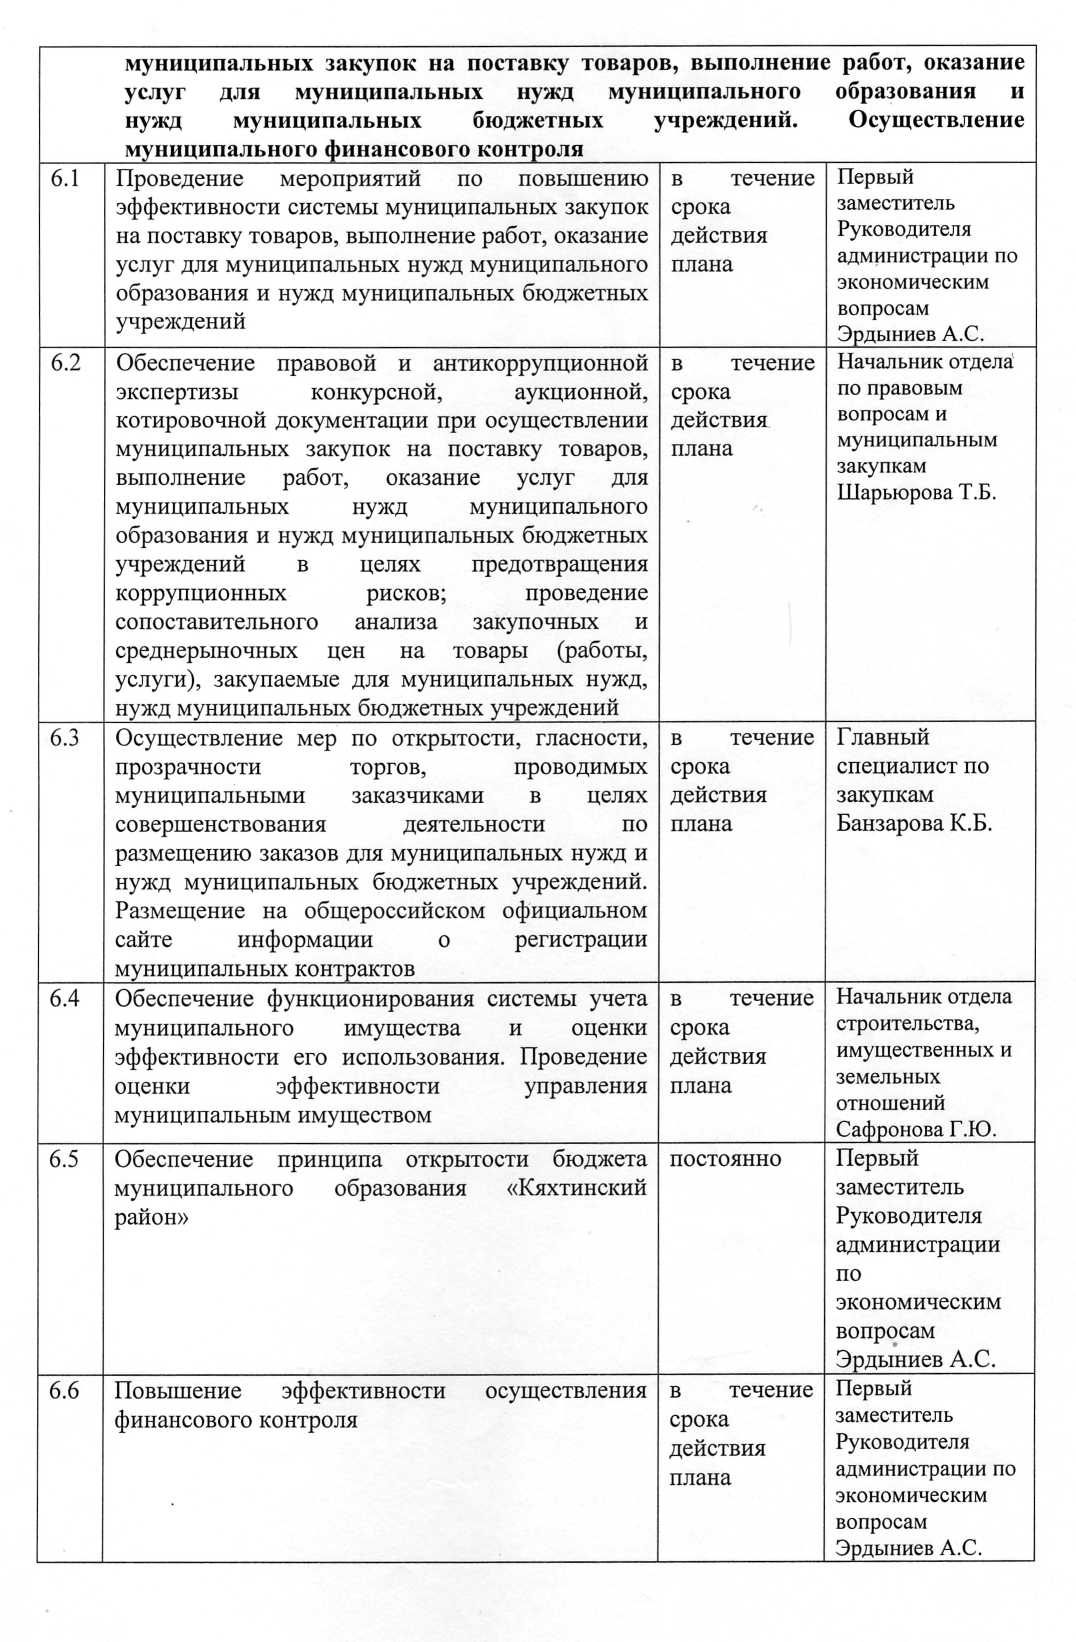 муниципальных закупок на поставку товаров, выполнение работ, оказание
услуг для муниципальных нужд муниципального образования и
нужд муниципальных бюджетных учреждений. Осуществление
муниципального финансового контроля
6.1
Проведение мероприятий по повышению
эффективности системы муниципальных закупок
на поставку товаров, выполнение работ, оказание
услуг для муниципальных нужд муниципального
образования и нужд муниципальных бюджетных
учреждений
в течение
срока
действия
плана
Первый
заместитель
Руководителя
администрации по
экономическим
вопросам
Эрдыниев А.С.
6.2
Обеспечение правовой и антикоррупционной
экспертизы конкурсной, аукционной,
котировочной документации при осуществлении
муниципальных закупок на поставку товаров,
выполнение работ, оказание услуг для
муниципальных нужд муниципального
образования и нужд муниципальных бюджетных
учреждений в целях предотвращения
коррупционных рисков; проведение
сопоставительного анализа закупочных и
среднерыночных цен на товары (работы,
услуги), закупаемые для муниципальных нужд,
нужд муниципальных бюджетных учреждений
в течение
срока
действия
плана
Начальник отдела
по правовым
вопросам и
муниципальным
закупкам
Шарьюрова Т.Б.
6.3
Осуществление мер по открытости, гласности,
прозрачности торгов, проводимых
муниципальными заказчиками в целях
совершенствования деятельности по
размещению заказов для муниципальных нужд и
нужд муниципальных бюджетных учреждений.
Размещение на общероссийском официальном
сайте информации о регистрации
муниципальных контрактов
в течение
срока
действия
плана
Главный
специалист по
закупкам
Банзарова К.Б.
6.4
Обеспечение функционирования системы учета
муниципального имущества и оценки
эффективности его использования. Проведение
оценки эффективности управления
муниципальным имуществом
в течение
срока
действия
плана
Начальник отдела
строительства,
имущественных и
земельных
отношений
Сафронова Г.Ю.
6.5
Обеспечение принципа открытости бюджета
муниципального образования «Кяхтинский
район»
постоянно
Первый
заместитель
Руководителя
администрации
по
экономическим
вопросам
Эрдыниев А.С.
6.6
Повышение эффективности осуществления
финансового контроля
в течение
срока
действия
плана
Первый
заместитель
Руководителя
администрации по
экономическим
вопросам
Эрдыниев А.С.